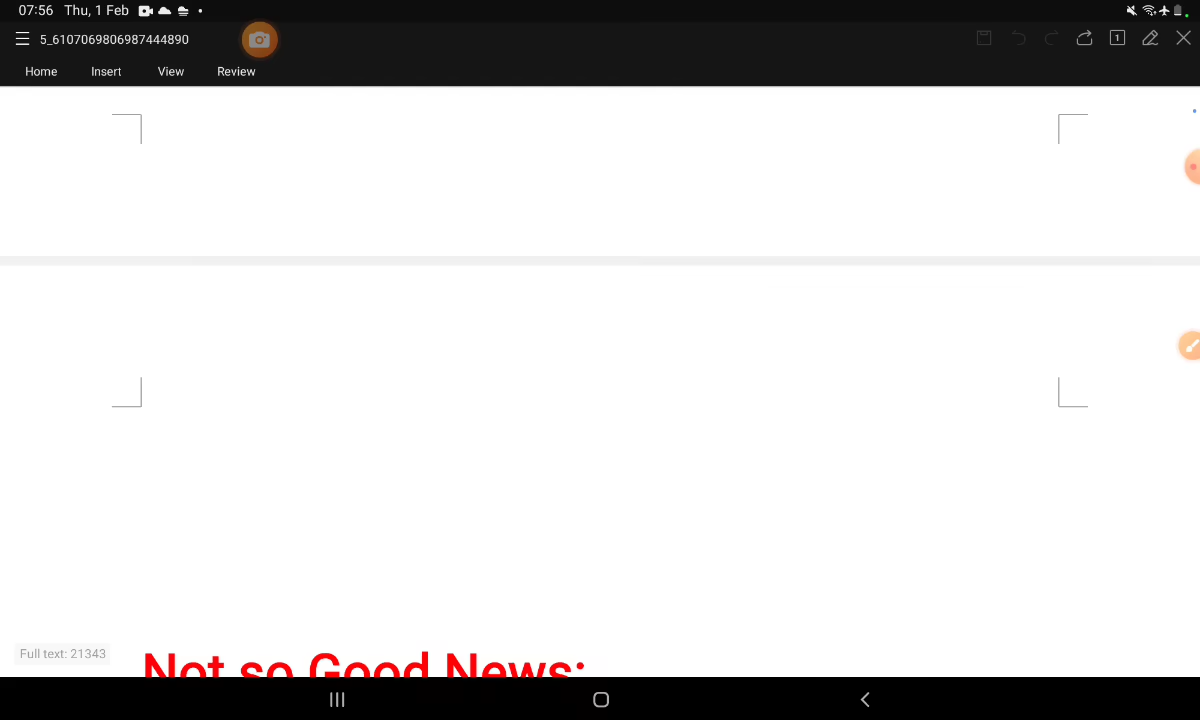 07:56 Thu, 1 Feb
5_6107069806987444890
1
Home Insert View Review
Full text: 21343
Not so Good News: